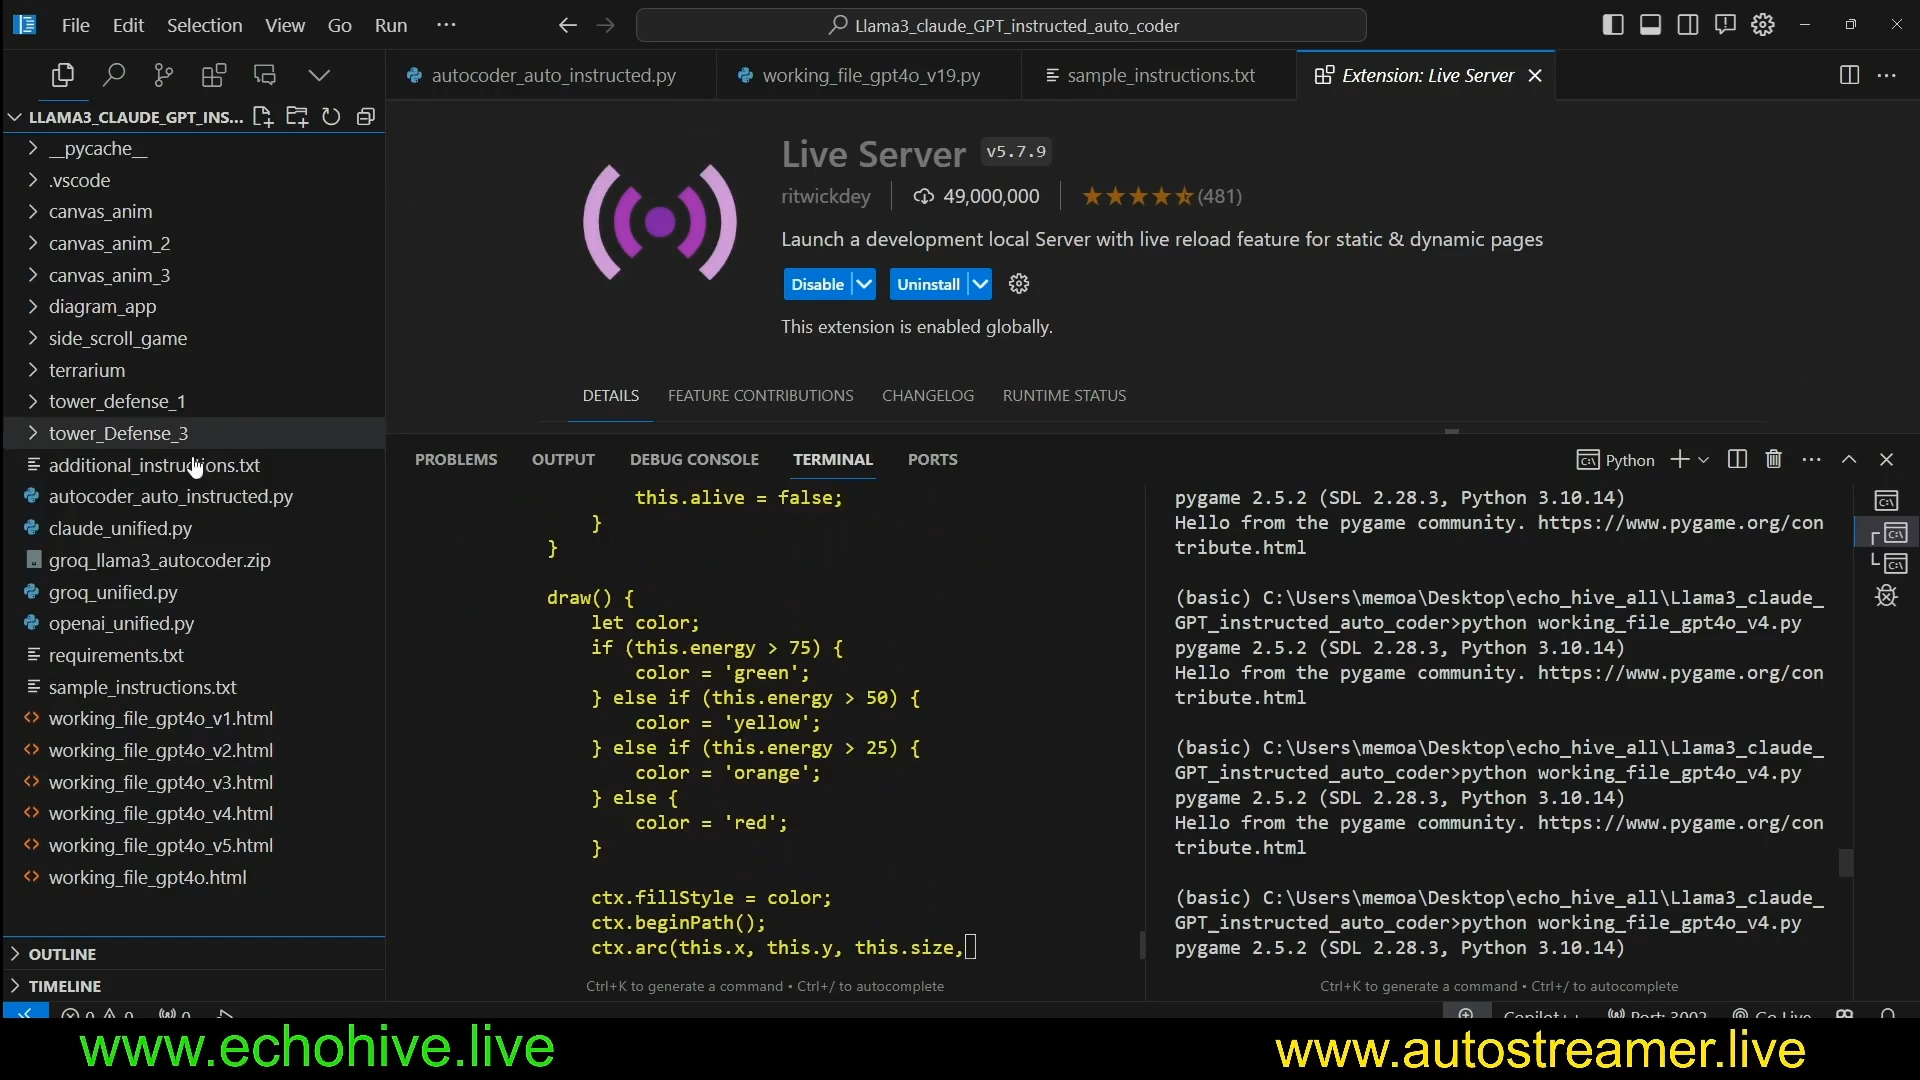 File Edit Selection View Go Run ··· Llama3_claude_GPT_instructed_auto_coder
autocoder_auto_instructed.py working_file_gpt4o_v19.py sample_instructions.txt Extension: Live Server
LLAMA3_CLAUDE_GPT_INS...
__pycache__
.vscode
canvas_anim
canvas_anim_2
canvas_anim_3
diagram_app
side_scroll_game
terrarium
tower_defense_1
tower_Defense_3
additional_instructions.txt
autocoder_auto_instructed.py
claude_unified.py
groq_llama3_autocoder.zip
groq_unified.py
openai_unified.py
requirements.txt
sample_instructions.txt
working_file_gpt4o_v1.html
working_file_gpt4o_v2.html
working_file_gpt4o_v3.html
working_file_gpt4o_v4.html
working_file_gpt4o_v5.html
working_file_gpt4o.html
OUTLINE
TIMELINE
Live Server v5.7.9
ritwickdey 49,000,000 (481)
Launch a development local Server with live reload feature for static & dynamic pages
Disable Uninstall
This extension is enabled globally.
DETAILS FEATURE CONTRIBUTIONS CHANGELOG RUNTIME STATUS
PROBLEMS OUTPUT DEBUG CONSOLE TERMINAL PORTS Python
this.alive = false;
}
}
draw() {
let color;
if (this.energy > 75) {
color = 'green';
} else if (this.energy > 50) {
color = 'yellow';
} else if (this.energy > 25) {
color = 'orange';
} else {
color = 'red';
}
ctx.fillStyle = color;
ctx.beginPath();
ctx.arc(this.x, this.y, this.size,
Ctrl+K to generate a command • Ctrl+/ to autocomplete
pygame 2.5.2 (SDL 2.28.3, Python 3.10.14)
Hello from the pygame community. https://www.pygame.org/con
tribute.html
(basic) C:\Users\memoa\Desktop\echo_hive_all\Llama3_claude_
GPT_instructed_auto_coder>python working_file_gpt4o_v4.py
pygame 2.5.2 (SDL 2.28.3, Python 3.10.14)
Hello from the pygame community. https://www.pygame.org/con
tribute.html
(basic) C:\Users\memoa\Desktop\echo_hive_all\Llama3_claude_
GPT_instructed_auto_coder>python working_file_gpt4o_v4.py
pygame 2.5.2 (SDL 2.28.3, Python 3.10.14)
Hello from the pygame community. https://www.pygame.org/con
tribute.html
(basic) C:\Users\memoa\Desktop\echo_hive_all\Llama3_claude_
GPT_instructed_auto_coder>python working_file_gpt4o_v4.py
pygame 2.5.2 (SDL 2.28.3, Python 3.10.14)
Ctrl+K to generate a command • Ctrl+/ to autocomplete
0 0 0 Copilot++ Port: 3002 Go Live
www.echohive.live www.autostreamer.live